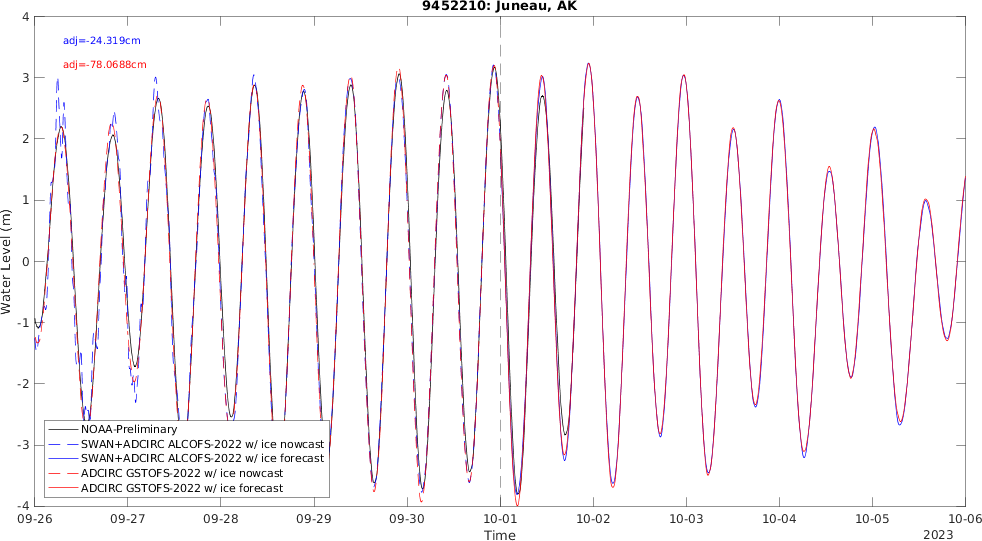 9452210: Juneau, AK
adj=-24.319cm
adj=-78.0688cm
Water Level (m)
4
3
2
1
0
-1
-2
-3
-4
NOAA-Preliminary
SWAN+ADCIRC ALCOFS-2022 w/ ice nowcast
SWAN+ADCIRC ALCOFS-2022 w/ ice forecast
ADCIRC GSTOFS-2022 w/ ice nowcast
ADCIRC GSTOFS-2022 w/ ice forecast
09-26 09-27 09-28 09-29 09-30 10-01 10-02 10-03 10-04 10-05 10-06
Time
2023